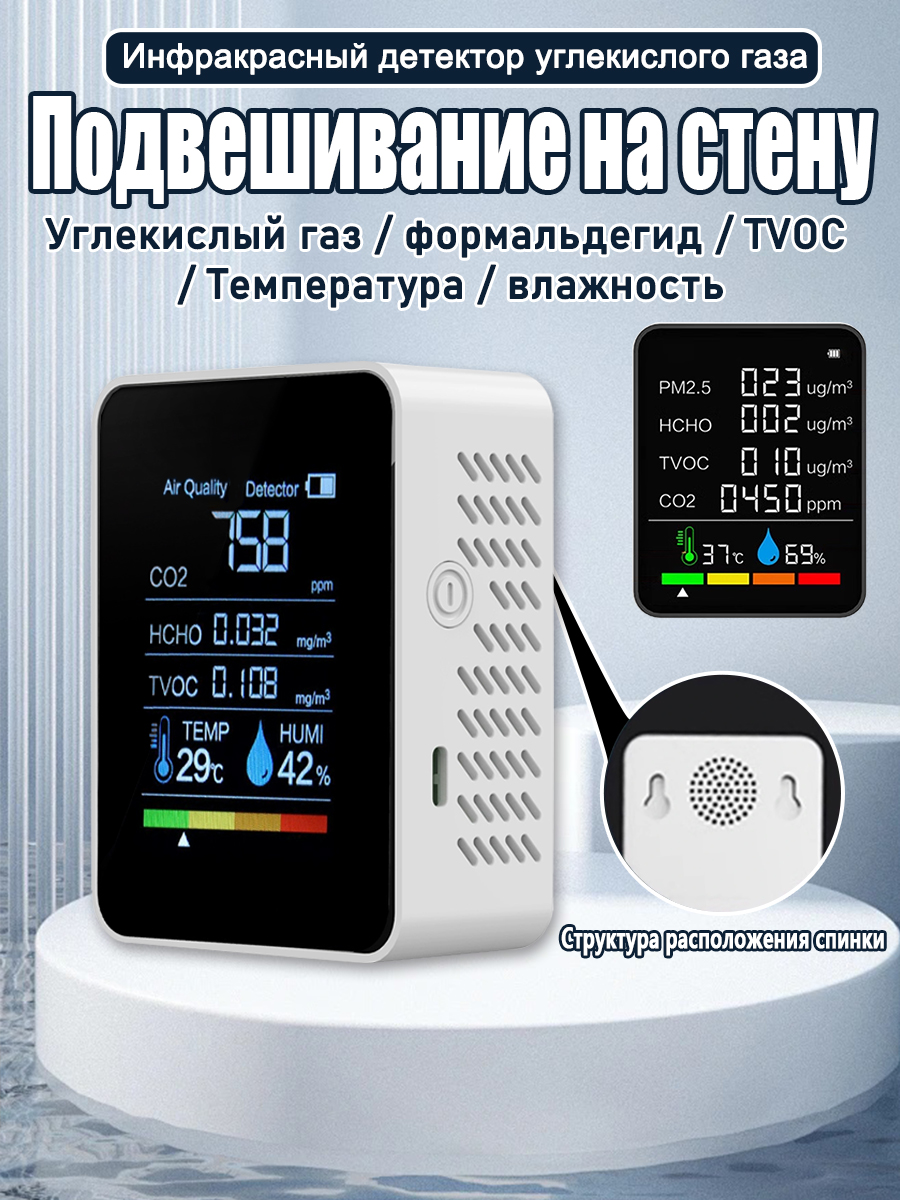 Инфракрасный детектор углекислого газа
Подвешивание на стену
Углекислый газ / формальдегид / TVOC
/ Температура / влажность
PM2.5 023 ug/m³
HCHO 002 ug/m³
TVOC 010 ug/m³
CO2 0450 ppm
37°C 69%
Air Quality Detector
758
CO2 ppm
HCHO 0.032 mg/m³
TVOC 0.108 mg/m³
TEMP HUMI
29°C 42%
Структура расположения спинки